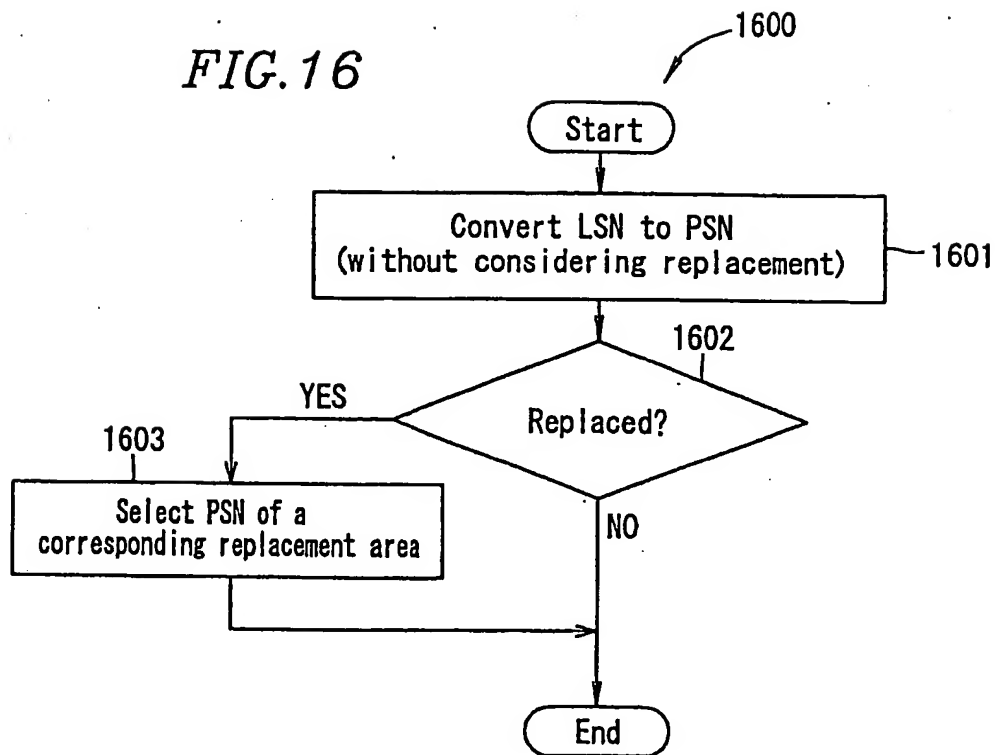 FIG.16
1600
Start
Convert LSN to PSN
(without considering replacement)
1601
1602
YES
Replaced?
1603
Select PSN of a
corresponding replacement area
NO
End